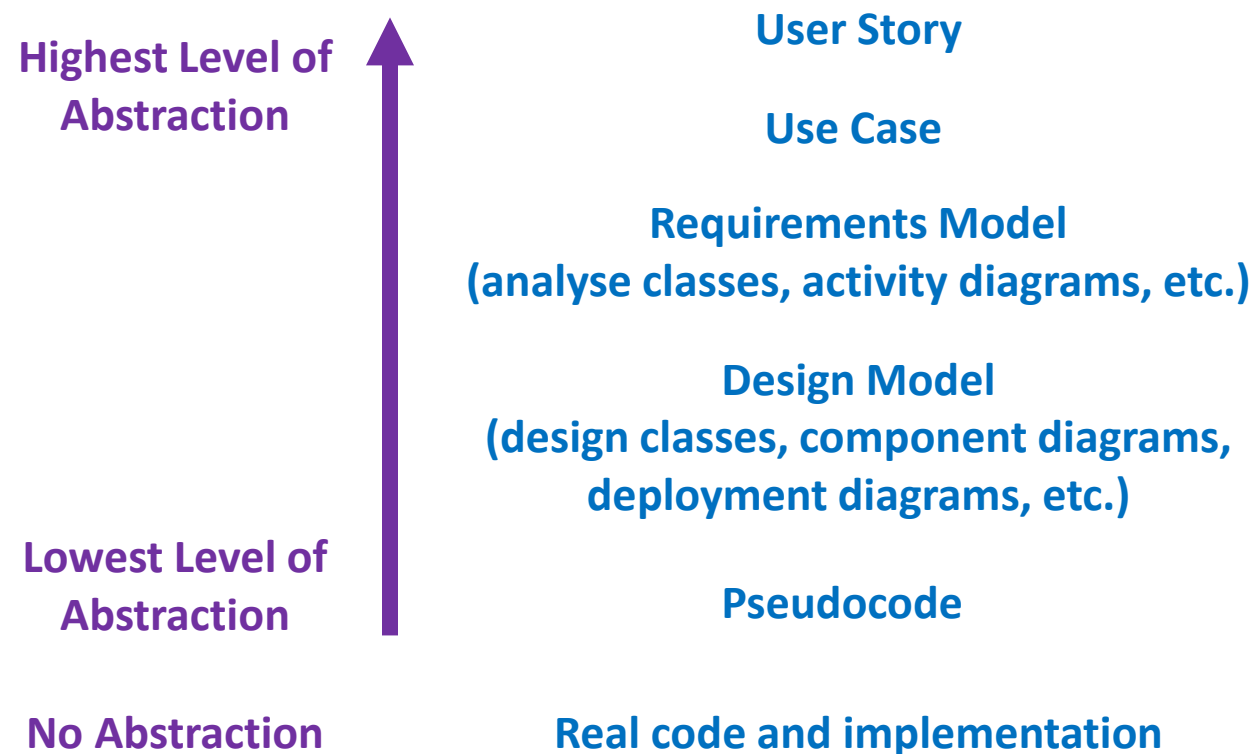 Highest Level of
Abstraction
User Story
Use Case
Requirements Model
(analyse classes, activity diagrams, etc.)
Design Model
(design classes, component diagrams,
deployment diagrams, etc.)
Lowest Level of
Abstraction
Pseudocode
No Abstraction
Real code and implementation